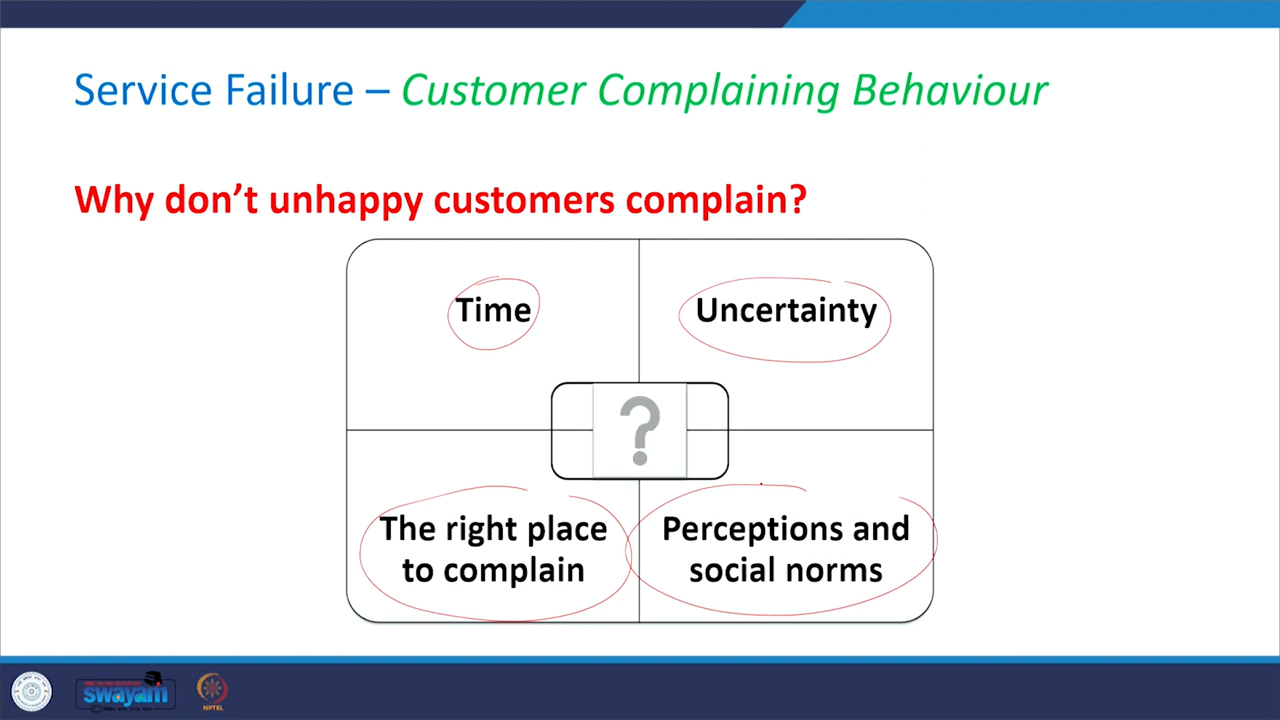 Service Failure – Customer Complaining Behaviour
Why don’t unhappy customers complain?
Time
Uncertainty
?
The right place
to complain
Perceptions and
social norms
swayam
NPTEL